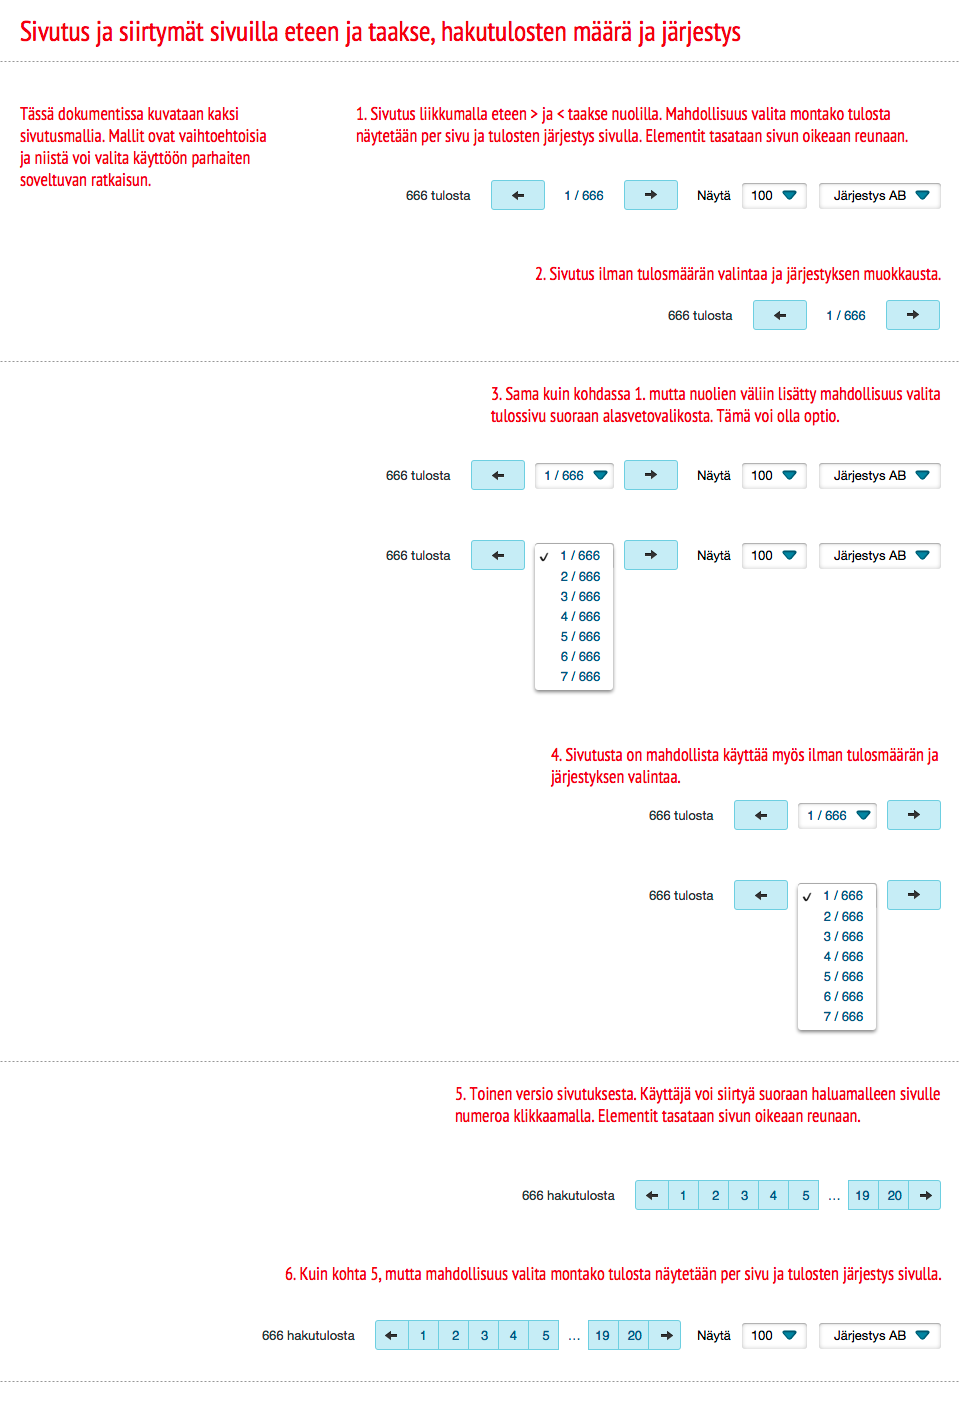 Sivutus ja siirtymät sivuilla eteen ja taakse, hakutulosten määrä ja järjestys
Tässä dokumentissa kuvataan kaksi
sivutusmallia. Mallit ovat vaihtoehtoisia
ja niistä voi valita käyttöön parhaiten
soveltuvan ratkaisun.
1. Sivutus liikkumalla eteen > ja < taakse nuolilla. Mahdollisuus valita montako tulosta
näytetään per sivu ja tulosten järjestys sivulla. Elementit tasataan sivun oikeaan reunaan.
666 tulosta ← 1 / 666 → Näytä 100 Järjestys AB
2. Sivutus ilman tulosmäärän valintaa ja järjestyksen muokkausta.
666 tulosta ← 1 / 666 →
3. Sama kuin kohdassa 1. mutta nuolien väliin lisätty mahdollisuus valita
tulossivu suoraan alasvetovalikosta. Tämä voi olla optio.
666 tulosta ← 1 / 666 → Näytä 100 Järjestys AB
666 tulosta ← ✓ 1 / 666 → Näytä 100 Järjestys AB
2 / 666
3 / 666
4 / 666
5 / 666
6 / 666
7 / 666
4. Sivutusta on mahdollista käyttää myös ilman tulosmäärän ja
järjestyksen valintaa.
666 tulosta ← 1 / 666 →
666 tulosta ← ✓ 1 / 666 →
2 / 666
3 / 666
4 / 666
5 / 666
6 / 666
7 / 666
5. Toinen versio sivutuksesta. Käyttäjä voi siirtyä suoraan haluamalleen sivulle
numeroa klikkaamalla. Elementit tasataan sivun oikeaan reunaan.
666 hakutulosta ← 1 2 3 4 5 ... 19 20 →
6. Kuin kohta 5, mutta mahdollisuus valita montako tulosta näytetään per sivu ja tulosten järjestys sivulla.
666 hakutulosta ← 1 2 3 4 5 ... 19 20 → Näytä 100 Järjestys AB